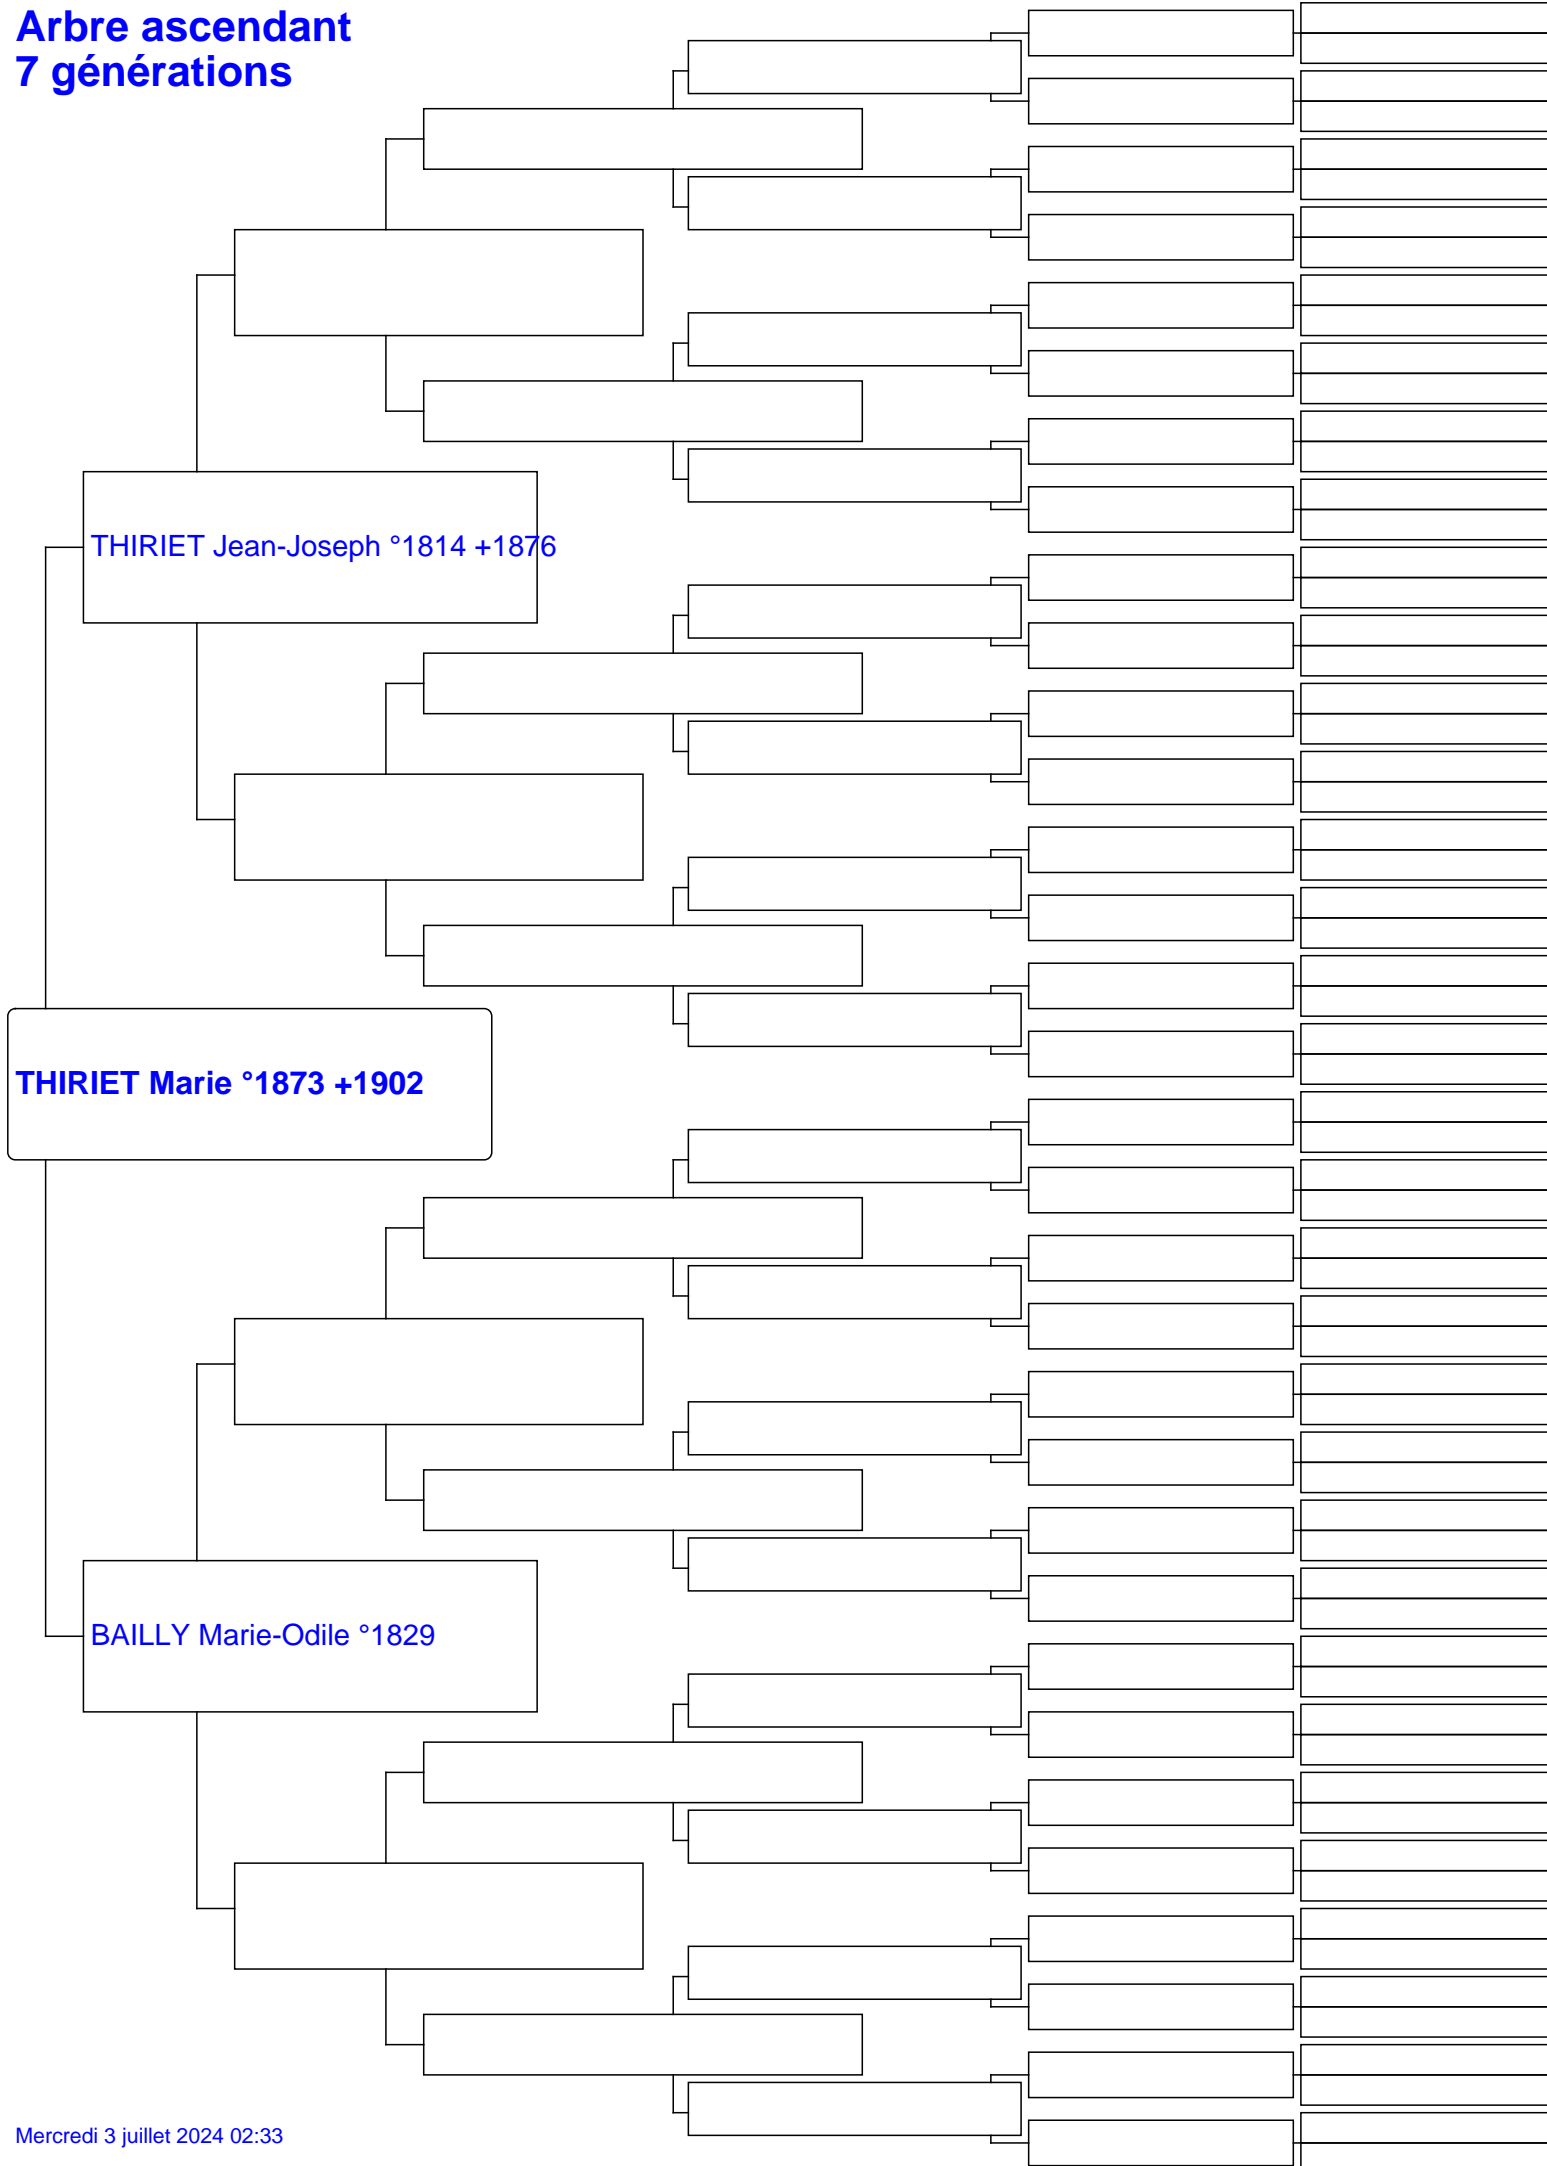 Arbre ascendant
7 générations
THIRIET Jean-Joseph °1814 +1876
THIRIET Marie °1873 +1902
BAILLY Marie-Odile °1829
Mercredi 3 juillet 2024 02:33